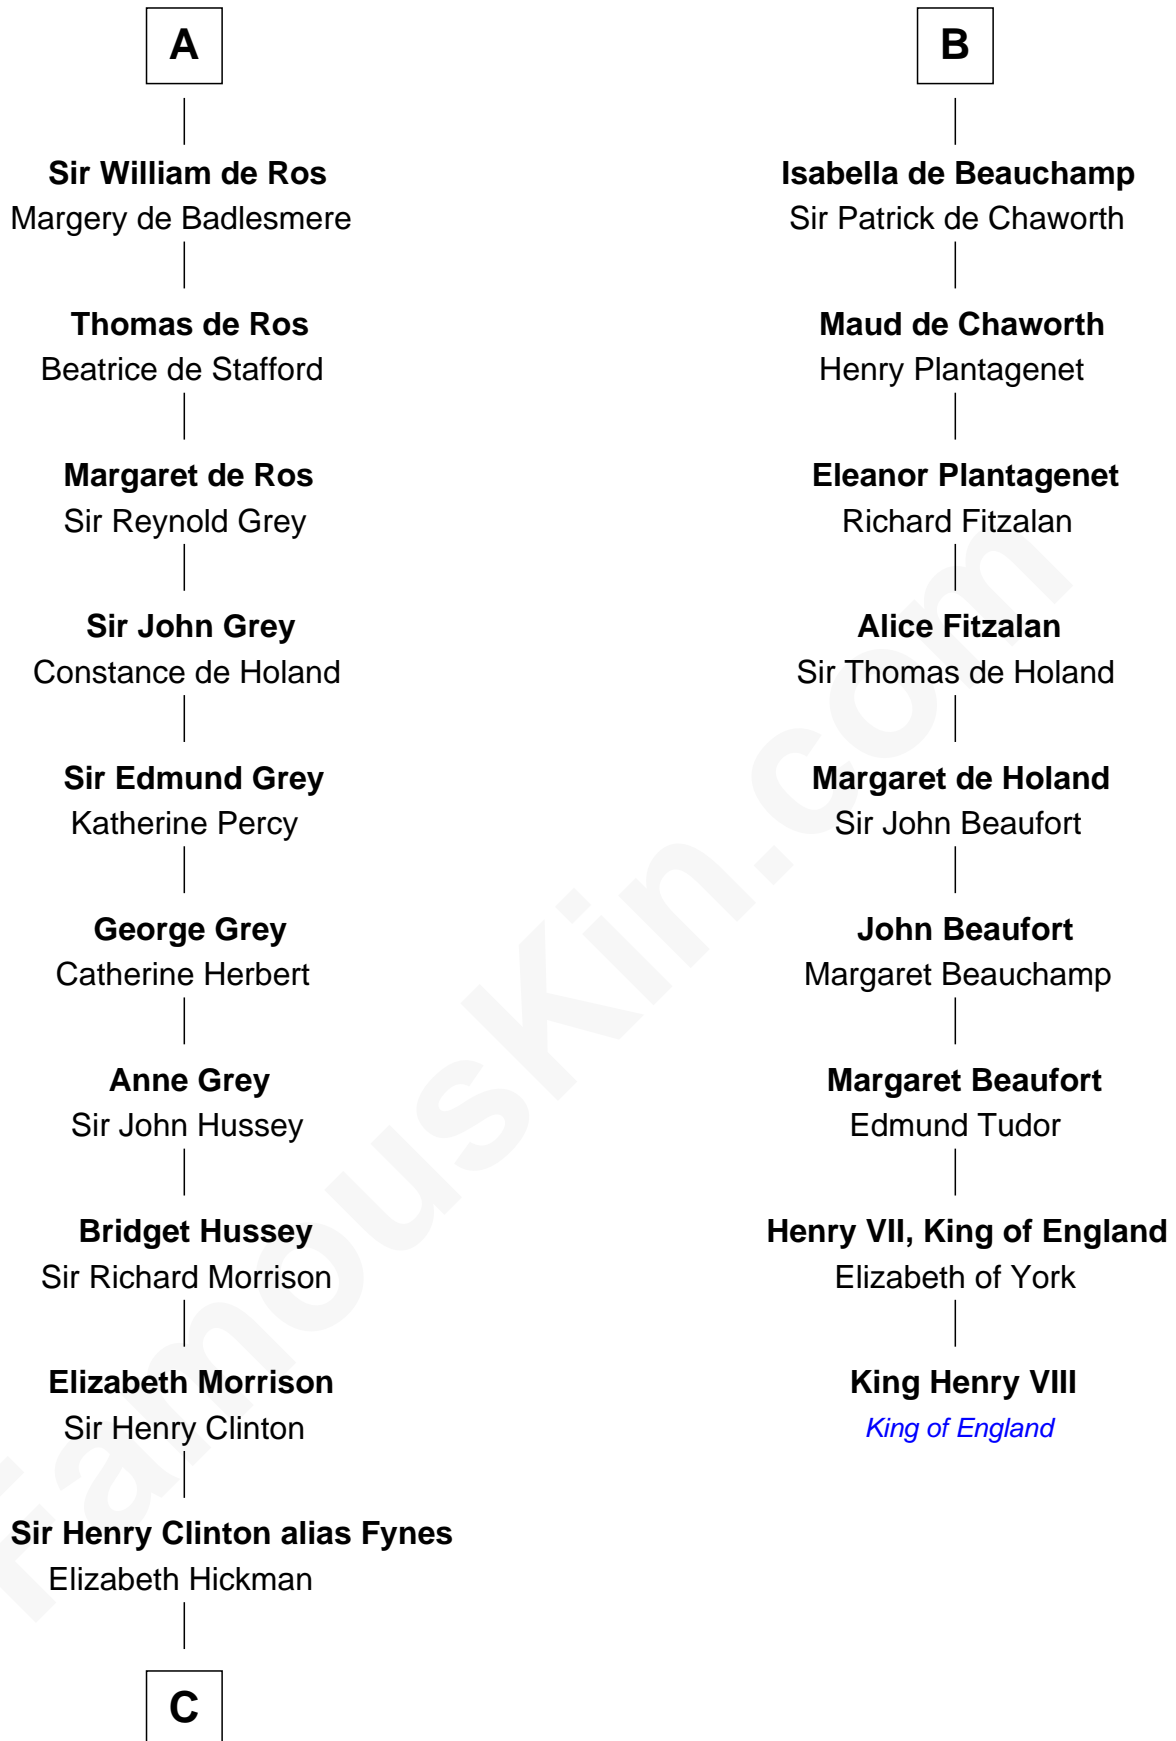 A
Sir William de Ros
Margery de Badlesmere
Thomas de Ros
Beatrice de Stafford
Margaret de Ros
Sir Reynold Grey
Sir John Grey
Constance de Holand
Sir Edmund Grey
Katherine Percy
George Grey
Catherine Herbert
Anne Grey
Sir John Hussey
Bridget Hussey
Sir Richard Morrison
Elizabeth Morrison
Sir Henry Clinton
Sir Henry Clinton alias Fynes
Elizabeth Hickman
C
B
Isabella de Beauchamp
Sir Patrick de Chaworth
Maud de Chaworth
Henry Plantagenet
Eleanor Plantagenet
Richard Fitzalan
Alice Fitzalan
Sir Thomas de Holand
Margaret de Holand
Sir John Beaufort
John Beaufort
Margaret Beauchamp
Margaret Beaufort
Edmund Tudor
Henry VII, King of England
Elizabeth of York
King Henry VIII
King of England
FamousKin.com